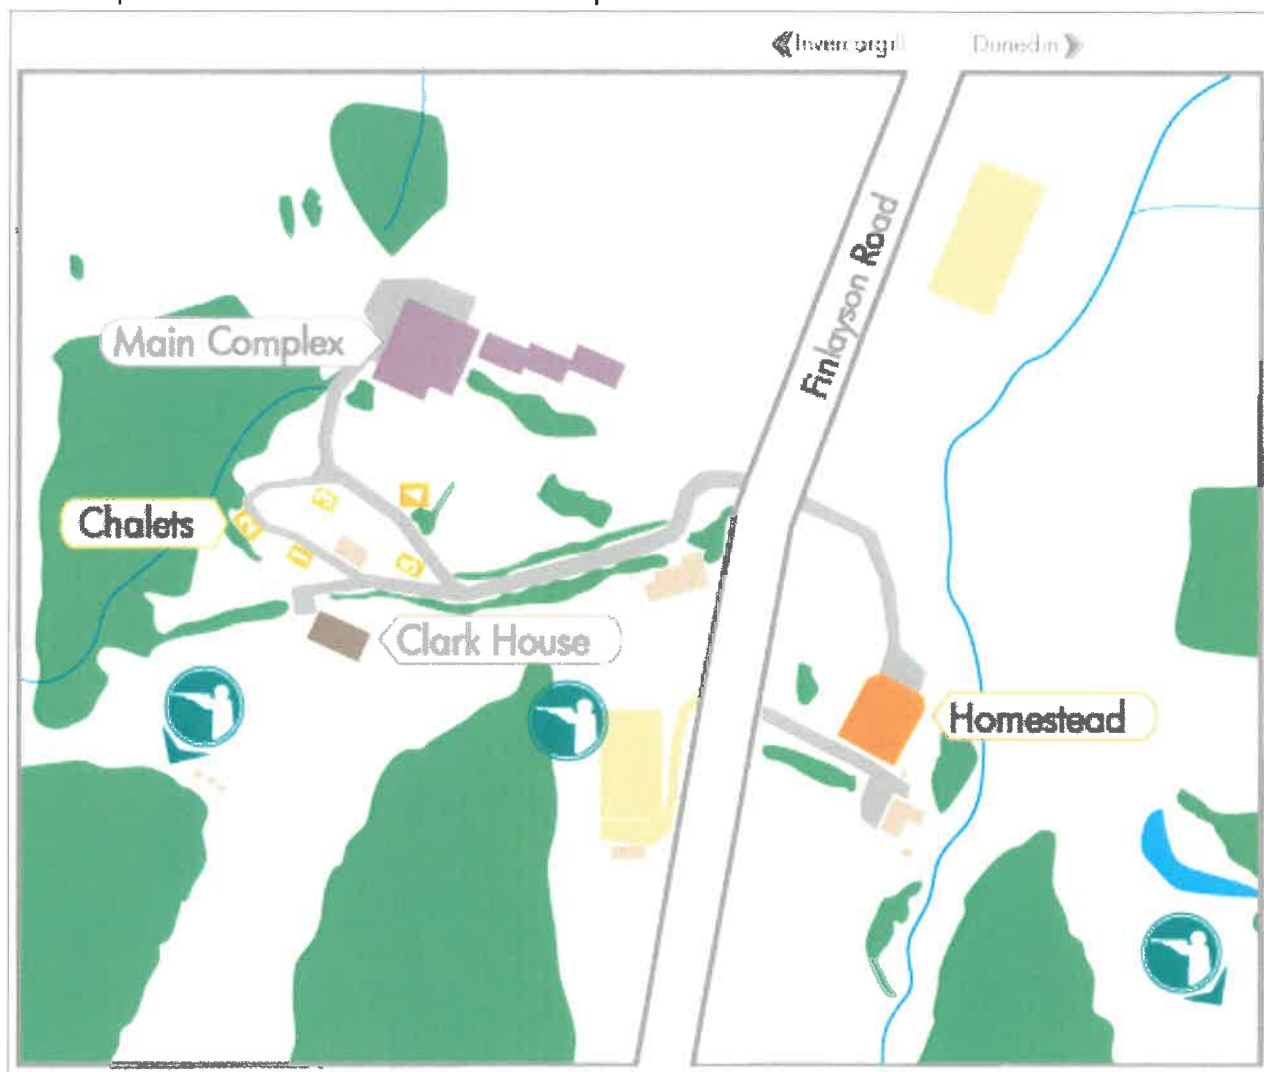 Invercargill
Dunedin
Finlayson Road
Main Complex
3
4
Chalets
2
1
5
Clark House
Homestead